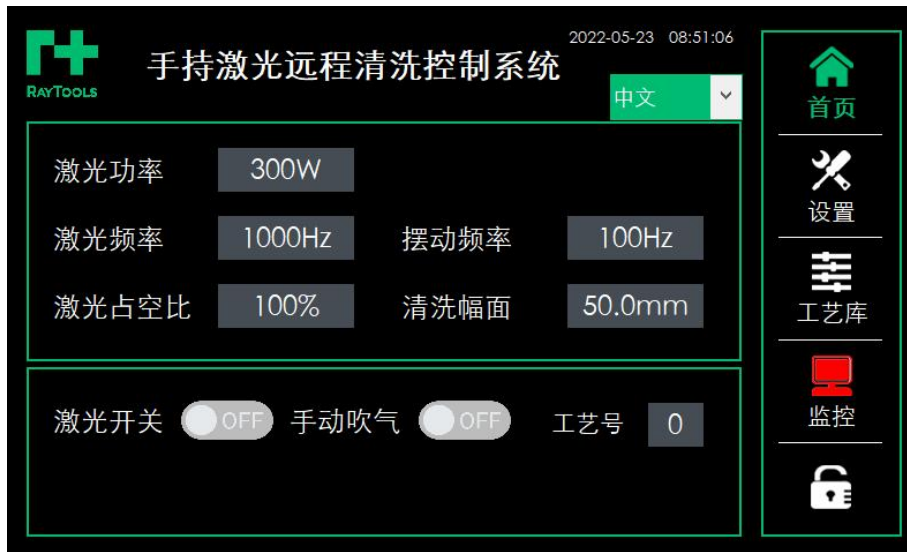 RAYTOOLS
手持激光远程清洗控制系统
2022-05-23 08:51:06
中文
激光功率 300W
激光频率 1000Hz 摆动频率 100Hz
激光占空比 100% 清洗幅面 50.0mm
激光开关 OFF 手动吹气 OFF 工艺号 0
首页
设置
工艺库
监控